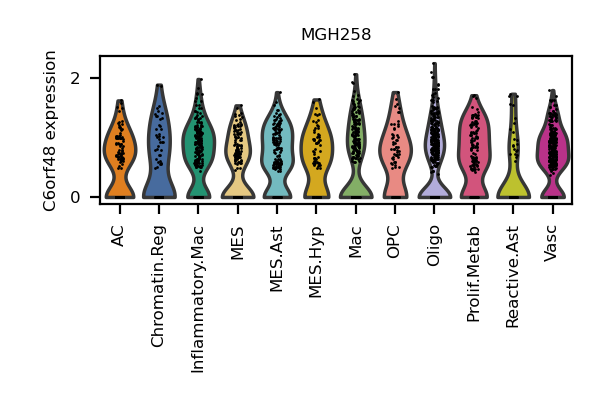 MGH258
C6orf48 expression
2
0
AC
Chromatin.Reg
Inflammatory.Mac
MES
MES.Ast
MES.Hyp
Mac
OPC
Oligo
Prolif.Metab
Reactive.Ast
Vasc